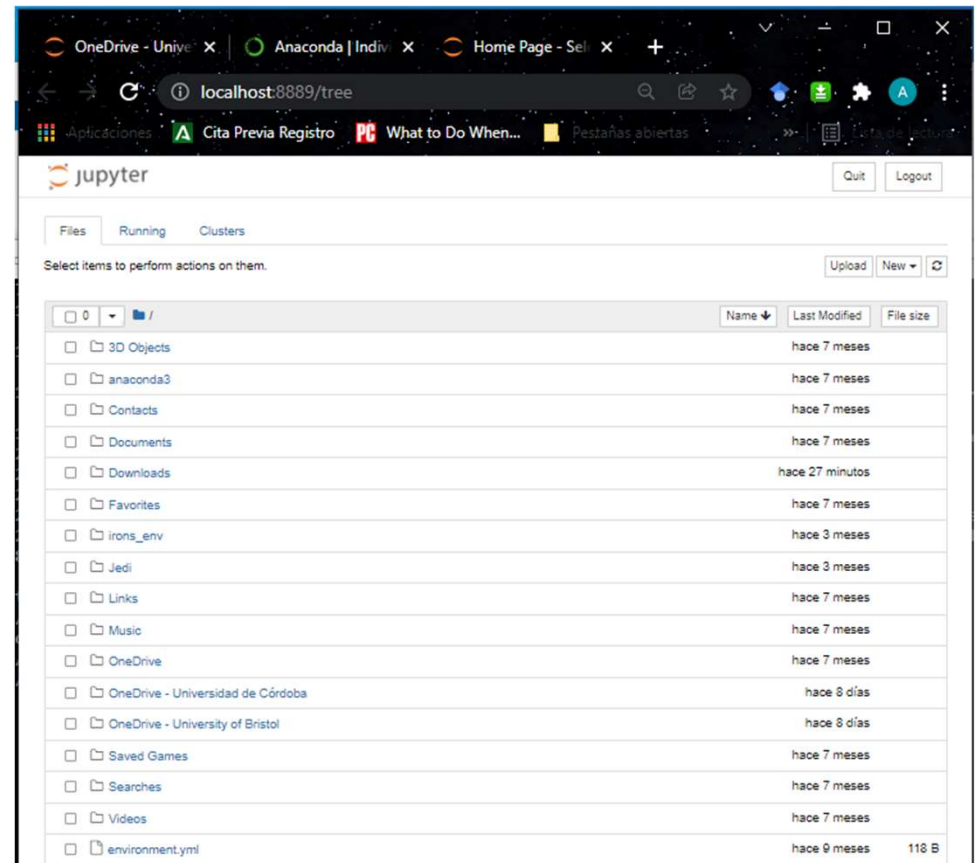 OneDrive - Unive Anaconda | Indivi Home Page - Sel
localhost:8889/tree A
Aplicaciones Cita Previa Registro PC What to Do When... Pestañas abiertas » Lista de lectura
jupyter Quit Logout
Files Running Clusters
Select items to perform actions on them. Upload New
0 / Name Last Modified File size
3D Objects hace 7 meses
anaconda3 hace 7 meses
Contacts hace 7 meses
Documents hace 7 meses
Downloads hace 27 minutos
Favorites hace 7 meses
irons_env hace 3 meses
Jedi hace 3 meses
Links hace 7 meses
Music hace 7 meses
OneDrive hace 7 meses
OneDrive - Universidad de Córdoba hace 8 días
OneDrive - University of Bristol hace 8 días
Saved Games hace 7 meses
Searches hace 7 meses
Videos hace 7 meses
environment.yml hace 9 meses 118 B